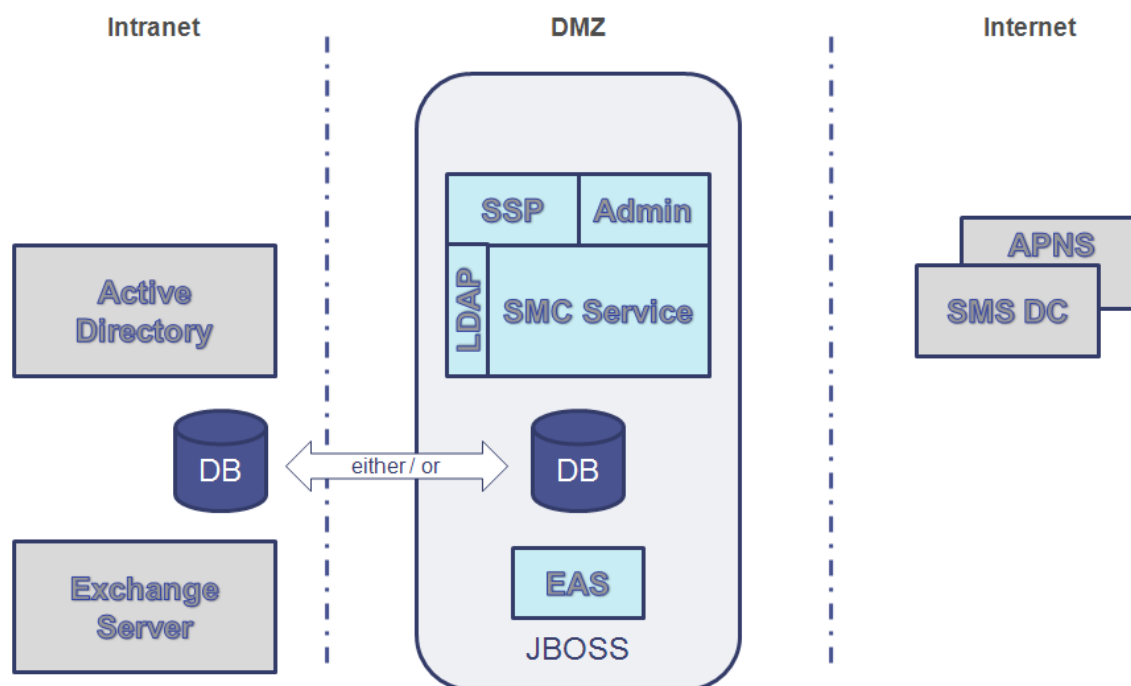 Intranet
DMZ
Internet
SSP
Admin
APNS
Active
Directory
LDAP
SMC Service
SMS DC
DB
either / or
DB
Exchange
Server
EAS
JBOSS